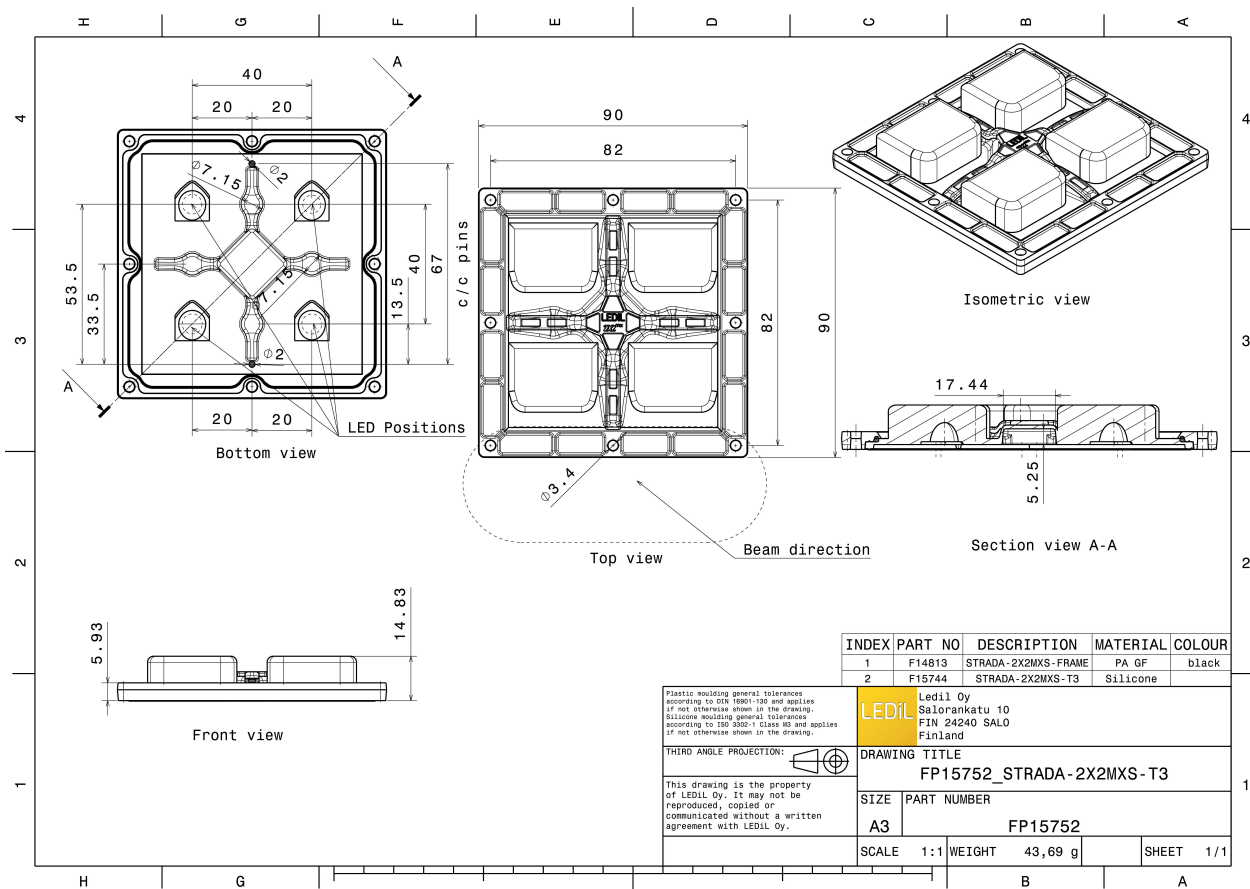 H G F E D C B A
4
3
2
1
4
3
2
1
40
20 20
A
Ø7.15
Ø2
53.5
33.5
7.15
13.5
40
67
Ø2
A
20 20
LED Positions
Bottom view
90
82
c/c pins
82
90
LEDiL
Ø3.4
Beam direction
Top view
LEDiL
Isometric view
17.44
5.25
Section view A-A
5.93
14.83
Front view
INDEX PART NO DESCRIPTION MATERIAL COLOUR
1 F14813 STRADA-2X2MXS-FRAME PA GF black
2 F15744 STRADA-2X2MXS-T3 Silicone
Plastic moulding general tolerances
according to DIN 16901-130 and applies
if not otherwise shown in the drawing.
Silicone moulding general tolerances
according to ISO 3302-1 Class M3 and applies
if not otherwise shown in the drawing.
LEDiL
Ledil Oy
Salorankatu 10
FIN 24240 SALO
Finland
THIRD ANGLE PROJECTION:
DRAWING TITLE
FP15752_STRADA-2X2MXS-T3
This drawing is the property
of LEDiL Oy. It may not be
reproduced, copied or
communicated without a written
agreement with LEDiL Oy.
SIZE PART NUMBER
A3 FP15752
SCALE 1:1 WEIGHT 43,69 g SHEET 1/1
H G B A